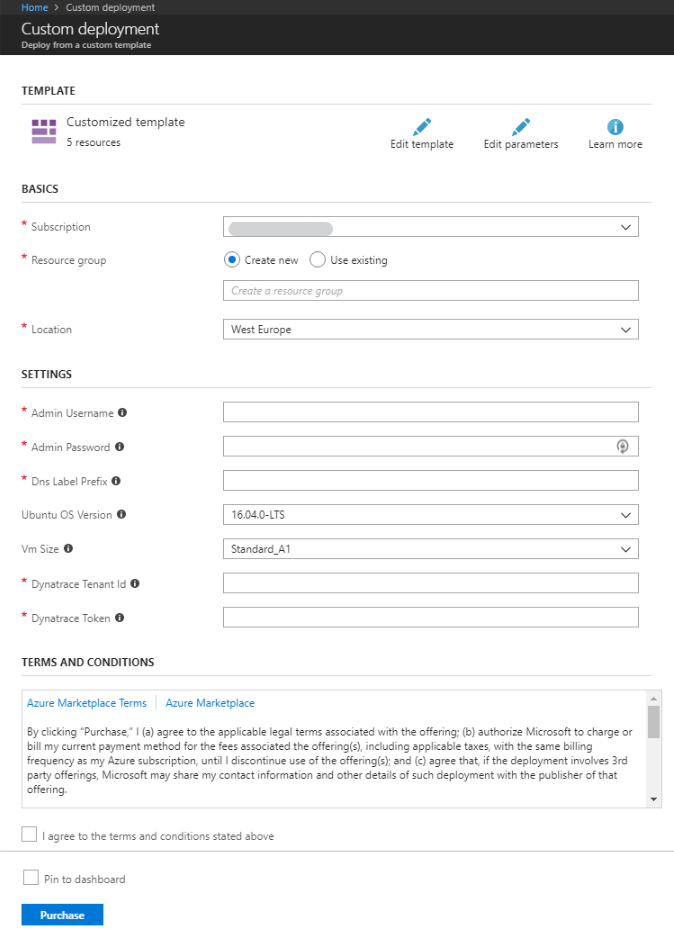 Home > Custom deployment
Custom deployment
Deploy from a custom template
TEMPLATE
Customized template
5 resources
Edit template
Edit parameters
Learn more
BASICS
* Subscription
* Resource group
Create new
Use existing
Create a resource group
* Location
West Europe
SETTINGS
* Admin Username
* Admin Password
* Dns Label Prefix
Ubuntu OS Version
16.04.0-LTS
Vm Size
Standard_A1
* Dynatrace Tenant Id
* Dynatrace Token
TERMS AND CONDITIONS
Azure Marketplace Terms | Azure Marketplace
By clicking "Purchase," I (a) agree to the applicable legal terms associated with the offering; (b) authorize Microsoft to charge or
bill my current payment method for the fees associated the offering(s), including applicable taxes, with the same billing
frequency as my Azure subscription, until I discontinue use of the offering(s); and (c) agree that, if the deployment involves 3rd
party offerings, Microsoft may share my contact information and other details of such deployment with the publisher of that
offering.
I agree to the terms and conditions stated above
Pin to dashboard
Purchase